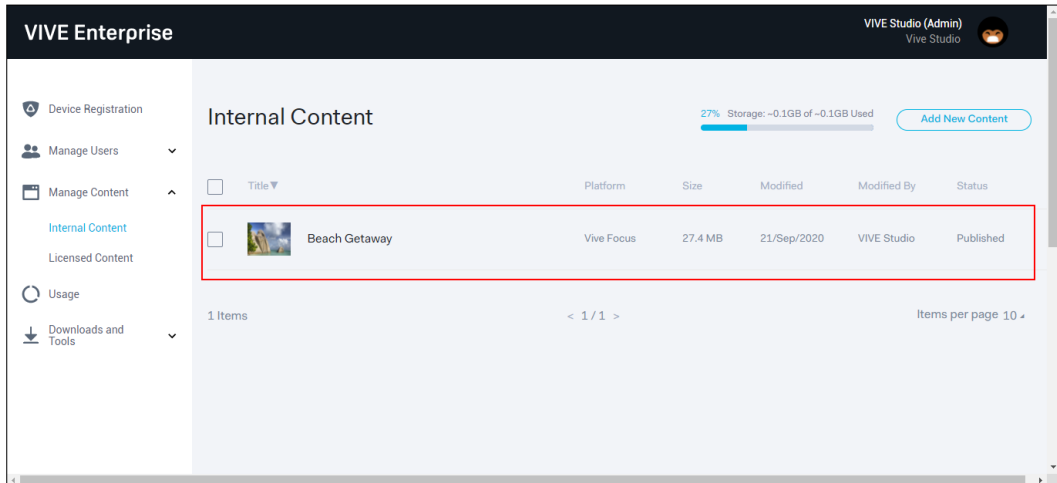 VIVE Enterprise
VIVE Studio (Admin)
Vive Studio
Device Registration
Manage Users
Manage Content
Internal Content
Licensed Content
Usage
Downloads and
Tools
Internal Content
27% Storage: ~0.1GB of ~0.1GB Used
Add New Content
Title▼ Platform Size Modified Modified By Status
Beach Getaway Vive Focus 27.4 MB 21/Sep/2020 VIVE Studio Published
1 Items < 1 / 1 > Items per page 10